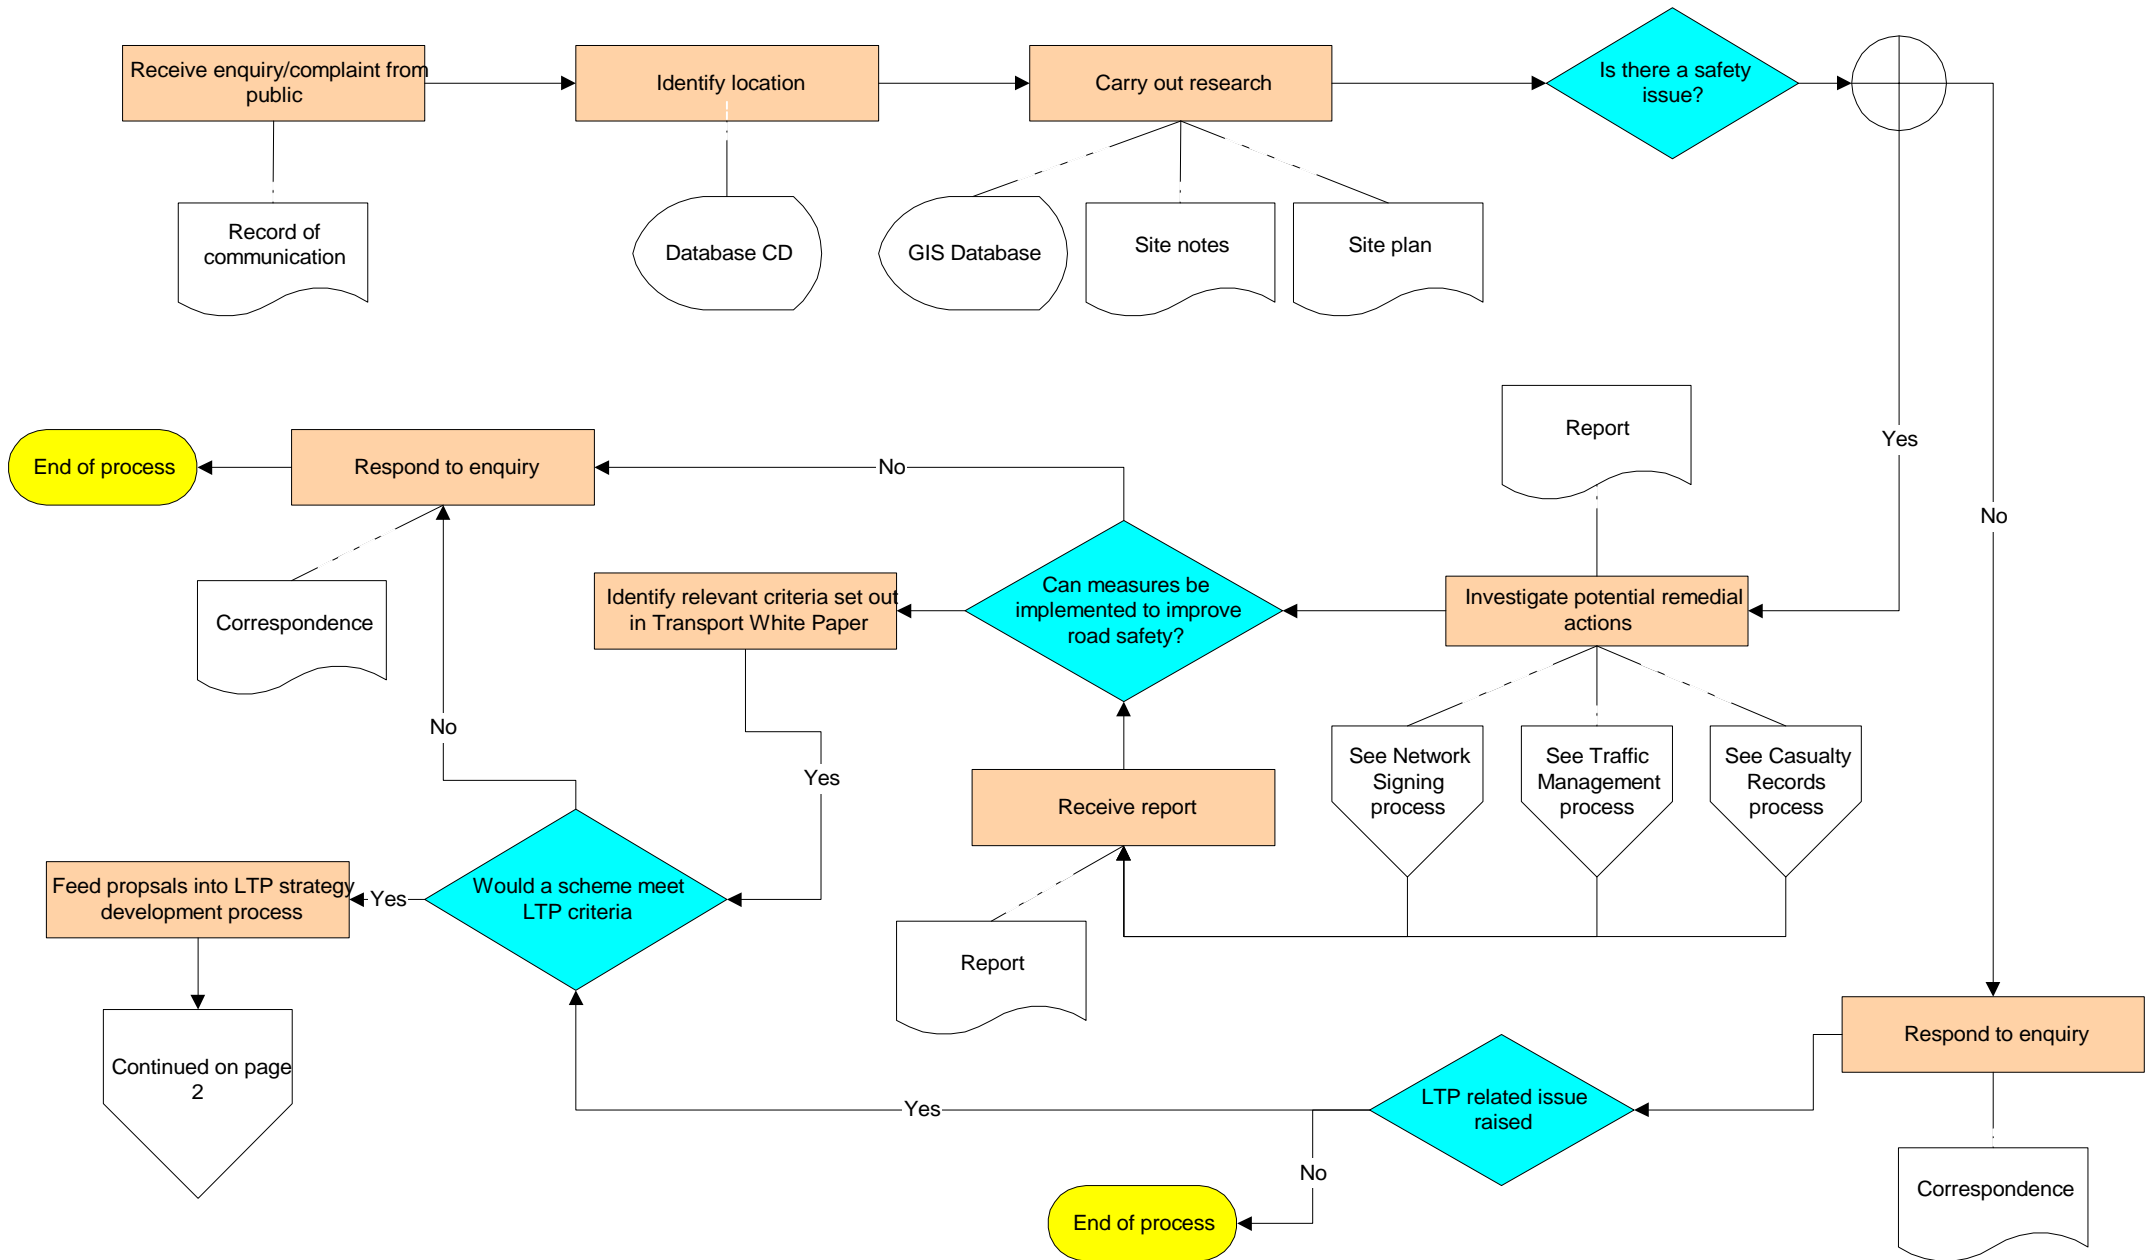 Receive enquiry/complaint from
public
Identify location
Carry out research
Is there a safety
issue?
Record of
communication
Database CD
GIS Database
Site notes
Site plan
Yes
No
Report
End of process
Respond to enquiry
No
Correspondence
Identify relevant criteria set out
in Transport White Paper
Can measures be
implemented to improve
road safety?
Investigate potential remedial
actions
No
Yes
See Network
Signing
process
See Traffic
Management
process
See Casualty
Records
process
Receive report
Report
Feed propsals into LTP strategy
development process
Yes
Would a scheme meet
LTP criteria
Continued on page
2
Respond to enquiry
LTP related issue
raised
Yes
No
End of process
Correspondence